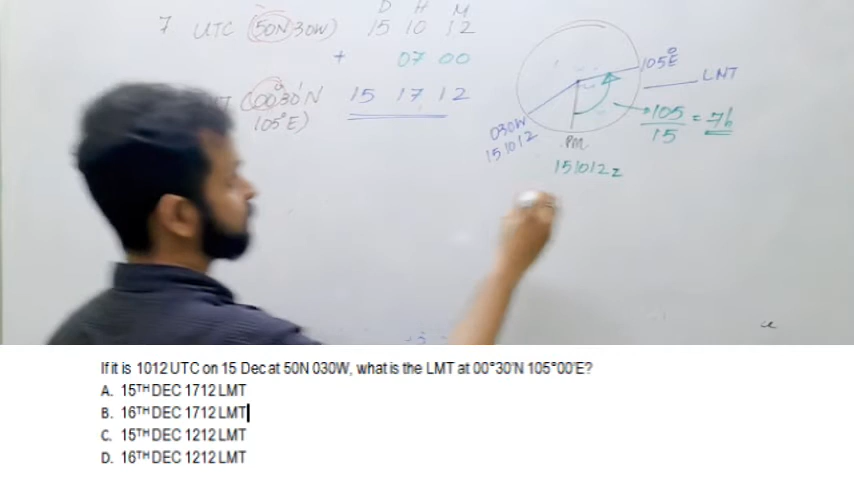 D H M
7 UTC (50N 30W) 15 10 12
+ 07 00
(00°30'N 15 17 12
105°E)
105°E
LNT
105/15 = 7h
030W
151012
PM
151012z
If it is 1012 UTC on 15 Dec at 50N 030W, what is the LMT at 00°30'N 105°00'E?
A. 15TH DEC 1712 LMT
B. 16TH DEC 1712 LMT
C. 15TH DEC 1212 LMT
D. 16TH DEC 1212 LMT